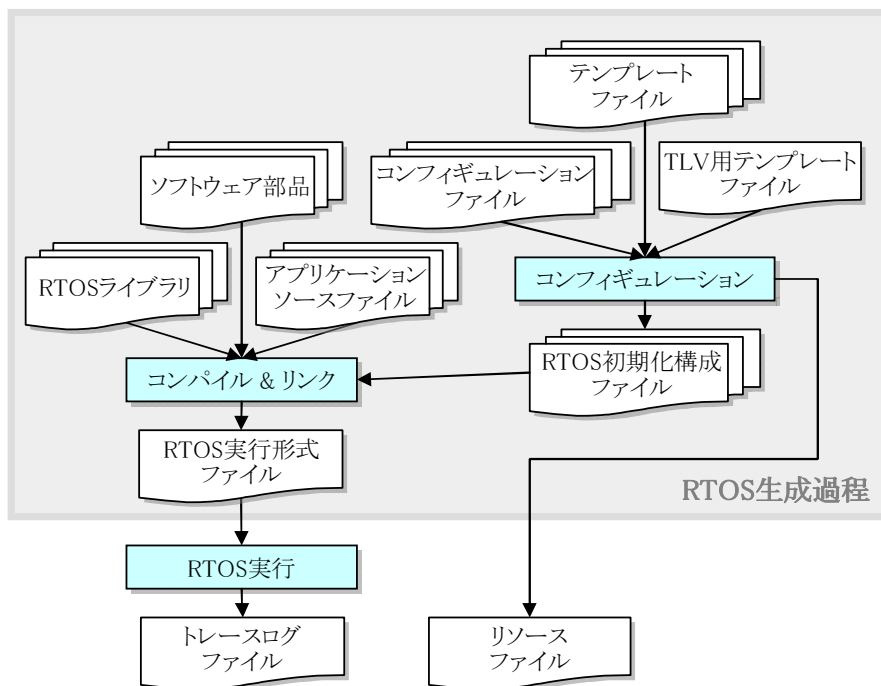 テンプレート
ファイル
ソフトウェア部品
コンフィギュレーション
ファイル
TLV用テンプレート
ファイル
RTOSライブラリ
アプリケーション
ソースファイル
コンフィギュレーション
コンパイル & リンク
RTOS初期化構成
ファイル
RTOS実行形式
ファイル
RTOS生成過程
RTOS実行
トレースログ
ファイル
リソース
ファイル